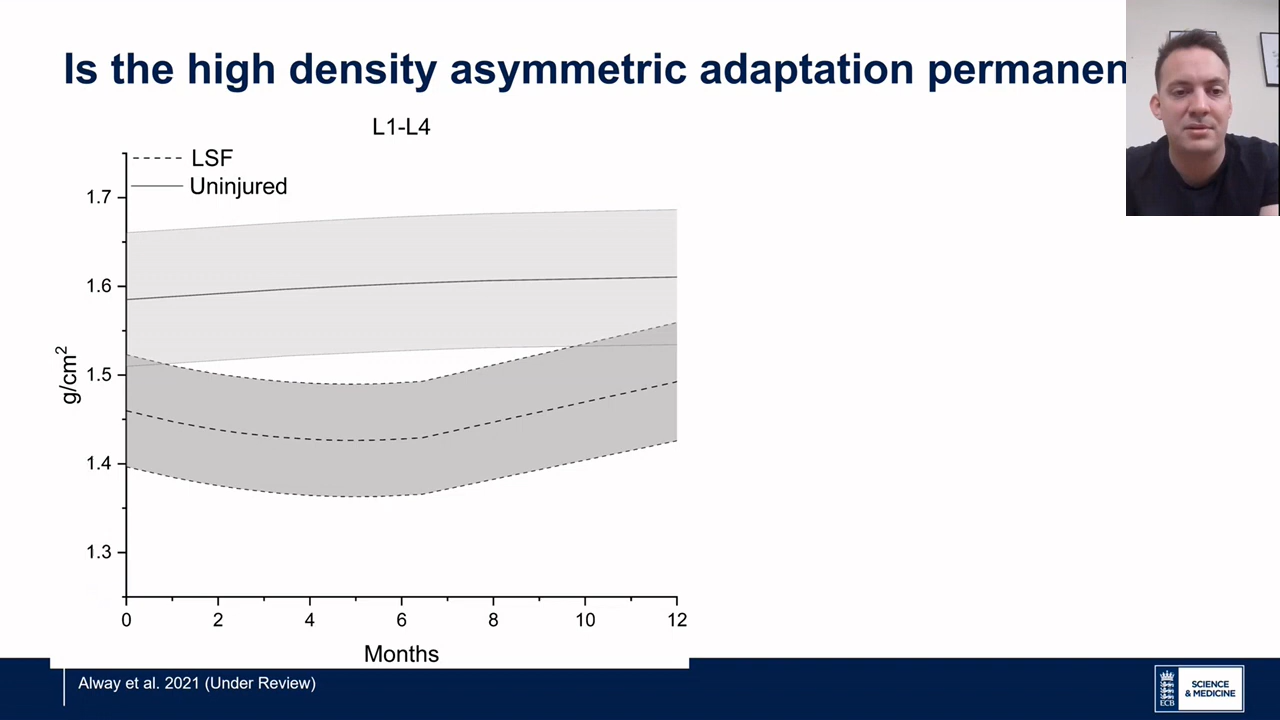 Is the high density asymmetric adaptation permanen
L1-L4
LSF
Uninjured
1.7
1.6
1.5
1.4
1.3
g/cm²
0 2 4 6 8 10 12
Months
Alway et al. 2021 (Under Review)
ECB
SCIENCE
& MEDICINE